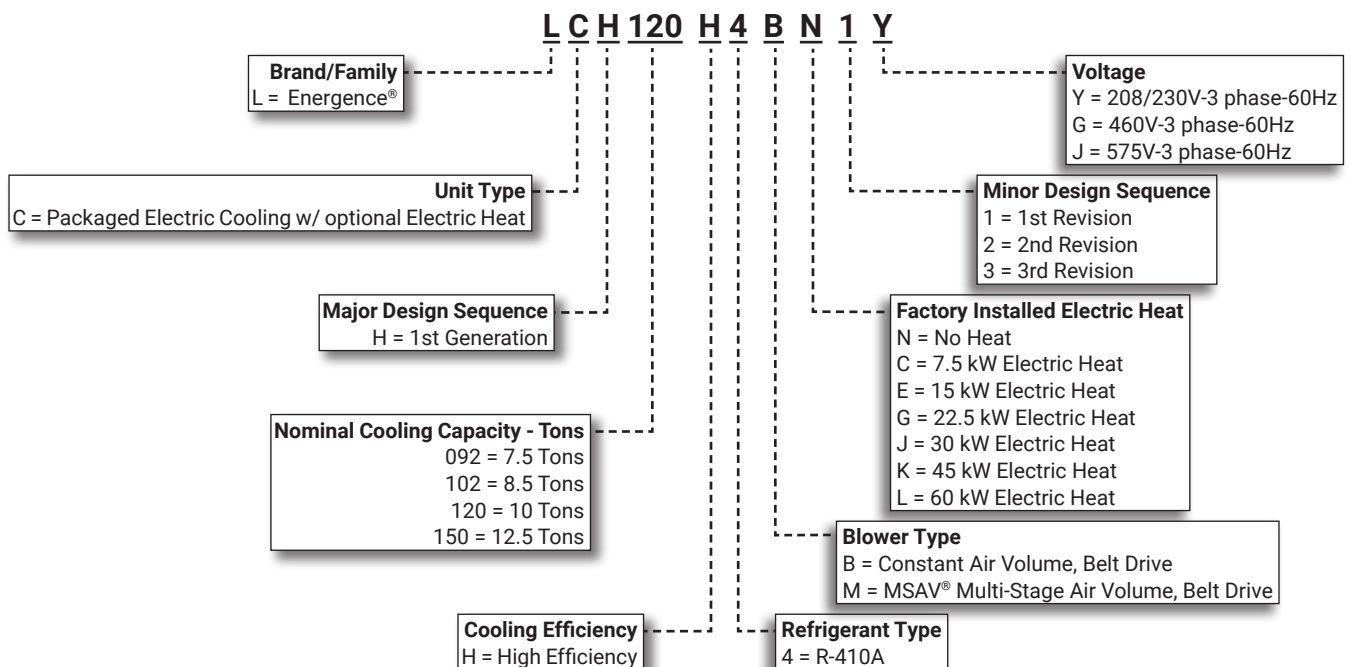 L C H 120 H 4 B N 1 Y
Brand/Family
L = Energence®
Unit Type
C = Packaged Electric Cooling w/ optional Electric Heat
Major Design Sequence
H = 1st Generation
Nominal Cooling Capacity - Tons
092 = 7.5 Tons
102 = 8.5 Tons
120 = 10 Tons
150 = 12.5 Tons
Cooling Efficiency
H = High Efficiency
Voltage
Y = 208/230V-3 phase-60Hz
G = 460V-3 phase-60Hz
J = 575V-3 phase-60Hz
Minor Design Sequence
1 = 1st Revision
2 = 2nd Revision
3 = 3rd Revision
Factory Installed Electric Heat
N = No Heat
C = 7.5 kW Electric Heat
E = 15 kW Electric Heat
G = 22.5 kW Electric Heat
J = 30 kW Electric Heat
K = 45 kW Electric Heat
L = 60 kW Electric Heat
Blower Type
B = Constant Air Volume, Belt Drive
M = MSAV® Multi-Stage Air Volume, Belt Drive
Refrigerant Type
4 = R-410A